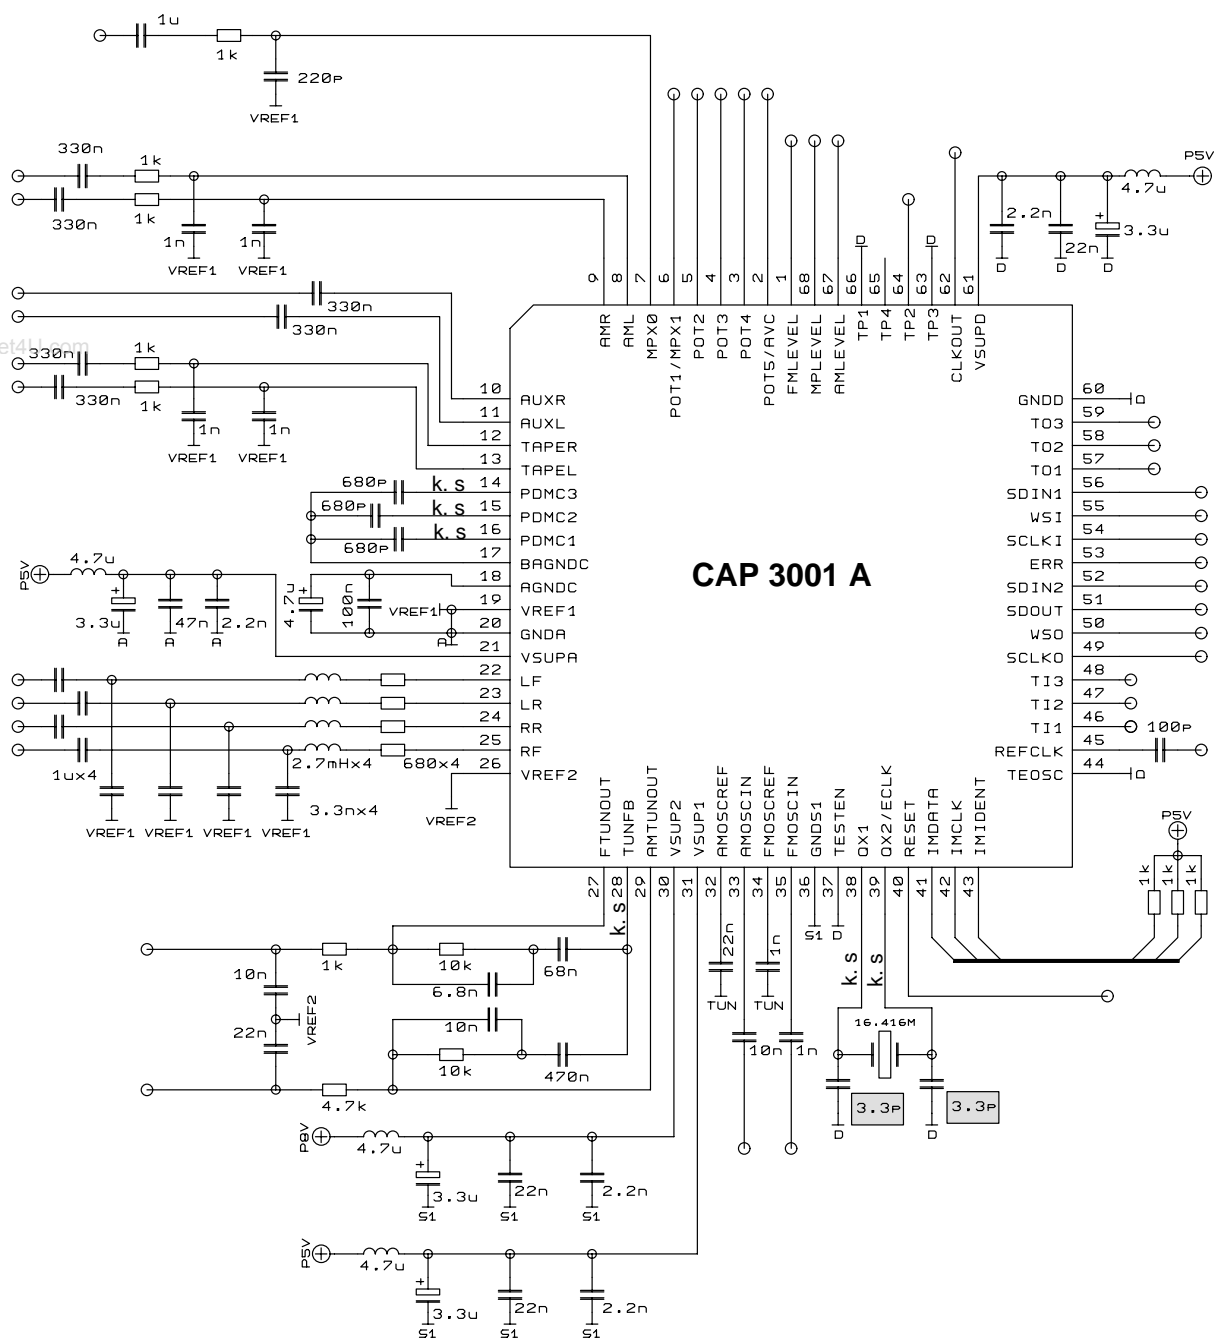 1u
1k
220p
VREF1
330n
1k
1k
330n
1n
1n
VREF1
VREF1
P5V
4.7u
2.2n
22n
+
3.3u
D
D
D
D
D
9
8
7
6
5
4
3
2
1
68
67
66
65
64
63
62
61
AMR
AML
MPX0
POT1/MPX1
POT2
POT3
POT4
POT5/AVC
FMLEVEL
MPLEVEL
AMLEVEL
TP1
TP4
TP2
TP3
CLKOUT
VSUPD
330n
330n
et4U.com
330n
1k
330n
1k
1n
1n
VREF1
VREF1
10 AUXR
11 AUXL
12 TAPER
13 TAPEL
680p k.s 14 PDMC3
680p k.s 15 PDMC2
680p k.s 16 PDMC1
17 BAGNDC
18 AGNDC
19 VREF1
20 GNDA
21 VSUPA
22 LF
23 LR
24 RR
25 RF
26 VREF2
P5V
4.7u
+
3.3u
47n
2.2n
A
A
A
+
4.7u
100n
VREF1
A
CAP 3001 A
60 GNDD D
59 TO3
58 TO2
57 TO1
56 SDIN1
55 WSI
54 SCLKI
53 ERR
52 SDIN2
51 SDOUT
50 WSO
49 SCLKO
48 TI3
47 TI2
46 TI1
45 REFCLK
44 TEOSC D
100p
1ux4
2.7mHx4
680x4
3.3nx4
VREF1
VREF1
VREF1
VREF1
VREF2
FTUNOUT
TUNFB
AMTUNOUT
VSUP2
VSUP1
AMOSCREF
AMOSCIN
FMOSCREF
FMOSCIN
GNDS1
TESTEN
QX1
QX2/ECLK
RESET
IMDATA
IMCLK
IMIDENT
27
28
29
30
31
32
33
34
35
36
37
38
39
40
41
42
43
P5V
1k
1k
1k
k.s
22n
1n
S1
D
k.s
k.s
TUN
TUN
10n
1k
10k
68n
6.8n
VREF2
22n
10n
10k
470n
4.7k
10n
1n
16.416M
3.3p
3.3p
D
D
P8V
4.7u
+
3.3u
22n
2.2n
S1
S1
S1
P5V
4.7u
+
3.3u
22n
2.2n
S1
S1
S1